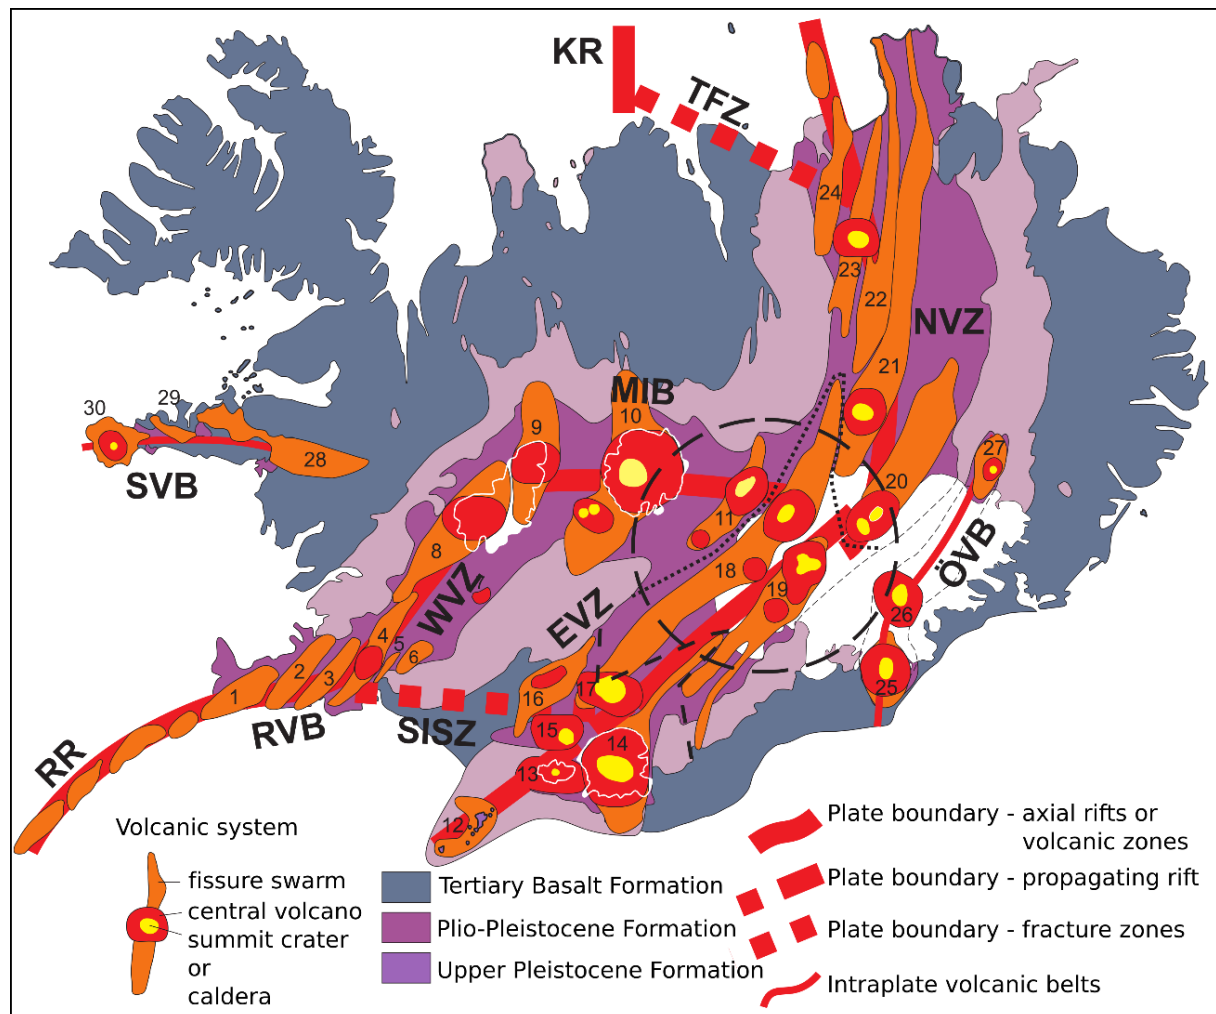 KR
TFZ.
24
23
22
NVZ
21
MIB
10
9
30
29
28
SVB
27
20
11
8
ÖVB
18
19
WVZ
EVZ
26
4
5
6
2
3
1
16
17
25
RVB
SISZ
15
14
13
RR
12
Volcanic system
fissure swarm
central volcano
summit crater
or
caldera
Tertiary Basalt Formation
Plio-Pleistocene Formation
Upper Pleistocene Formation
Plate boundary - axial rifts or
volcanic zones
Plate boundary - propagating rift
Plate boundary - fracture zones
Intraplate volcanic belts